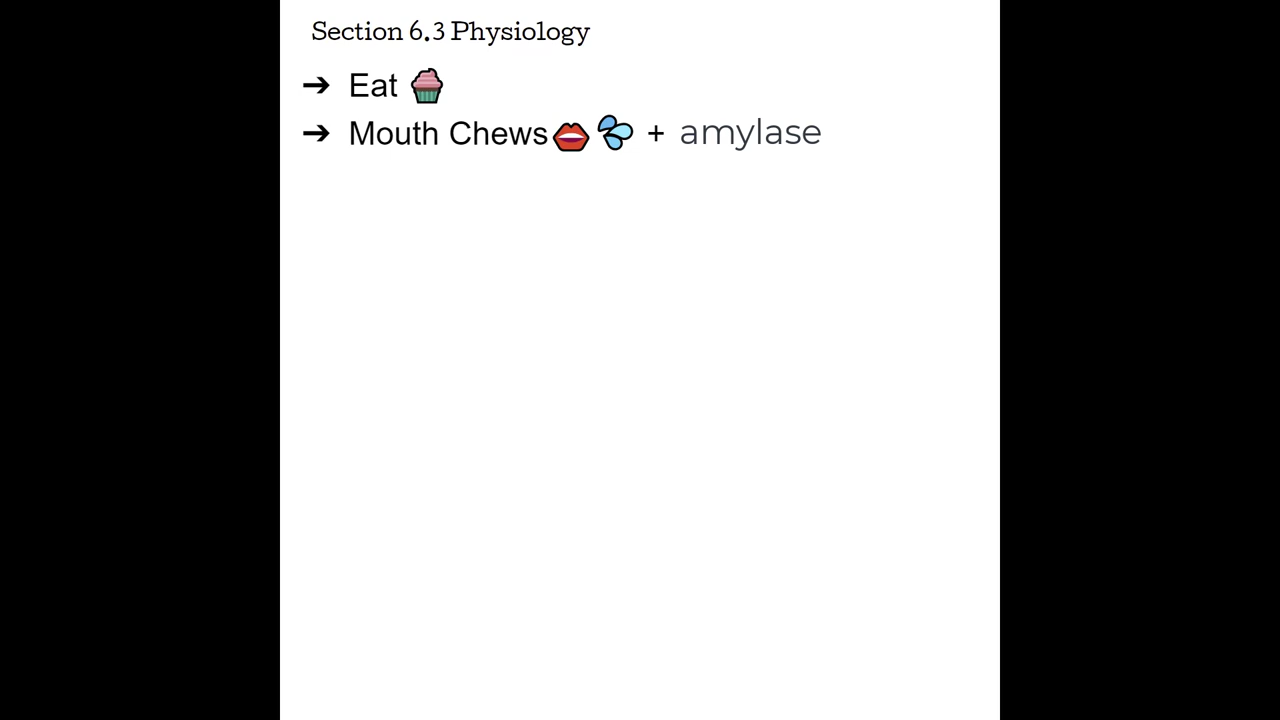 Section 6.3 Physiology
➔ Eat 🧁
➔ Mouth Chews👄 💦 + amylase